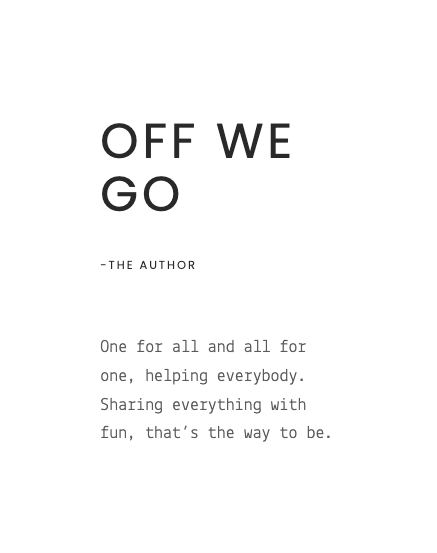 OFF WE
GO
-THE AUTHOR
One for all and all for
one, helping everybody.
Sharing everything with
fun, that's the way to be.